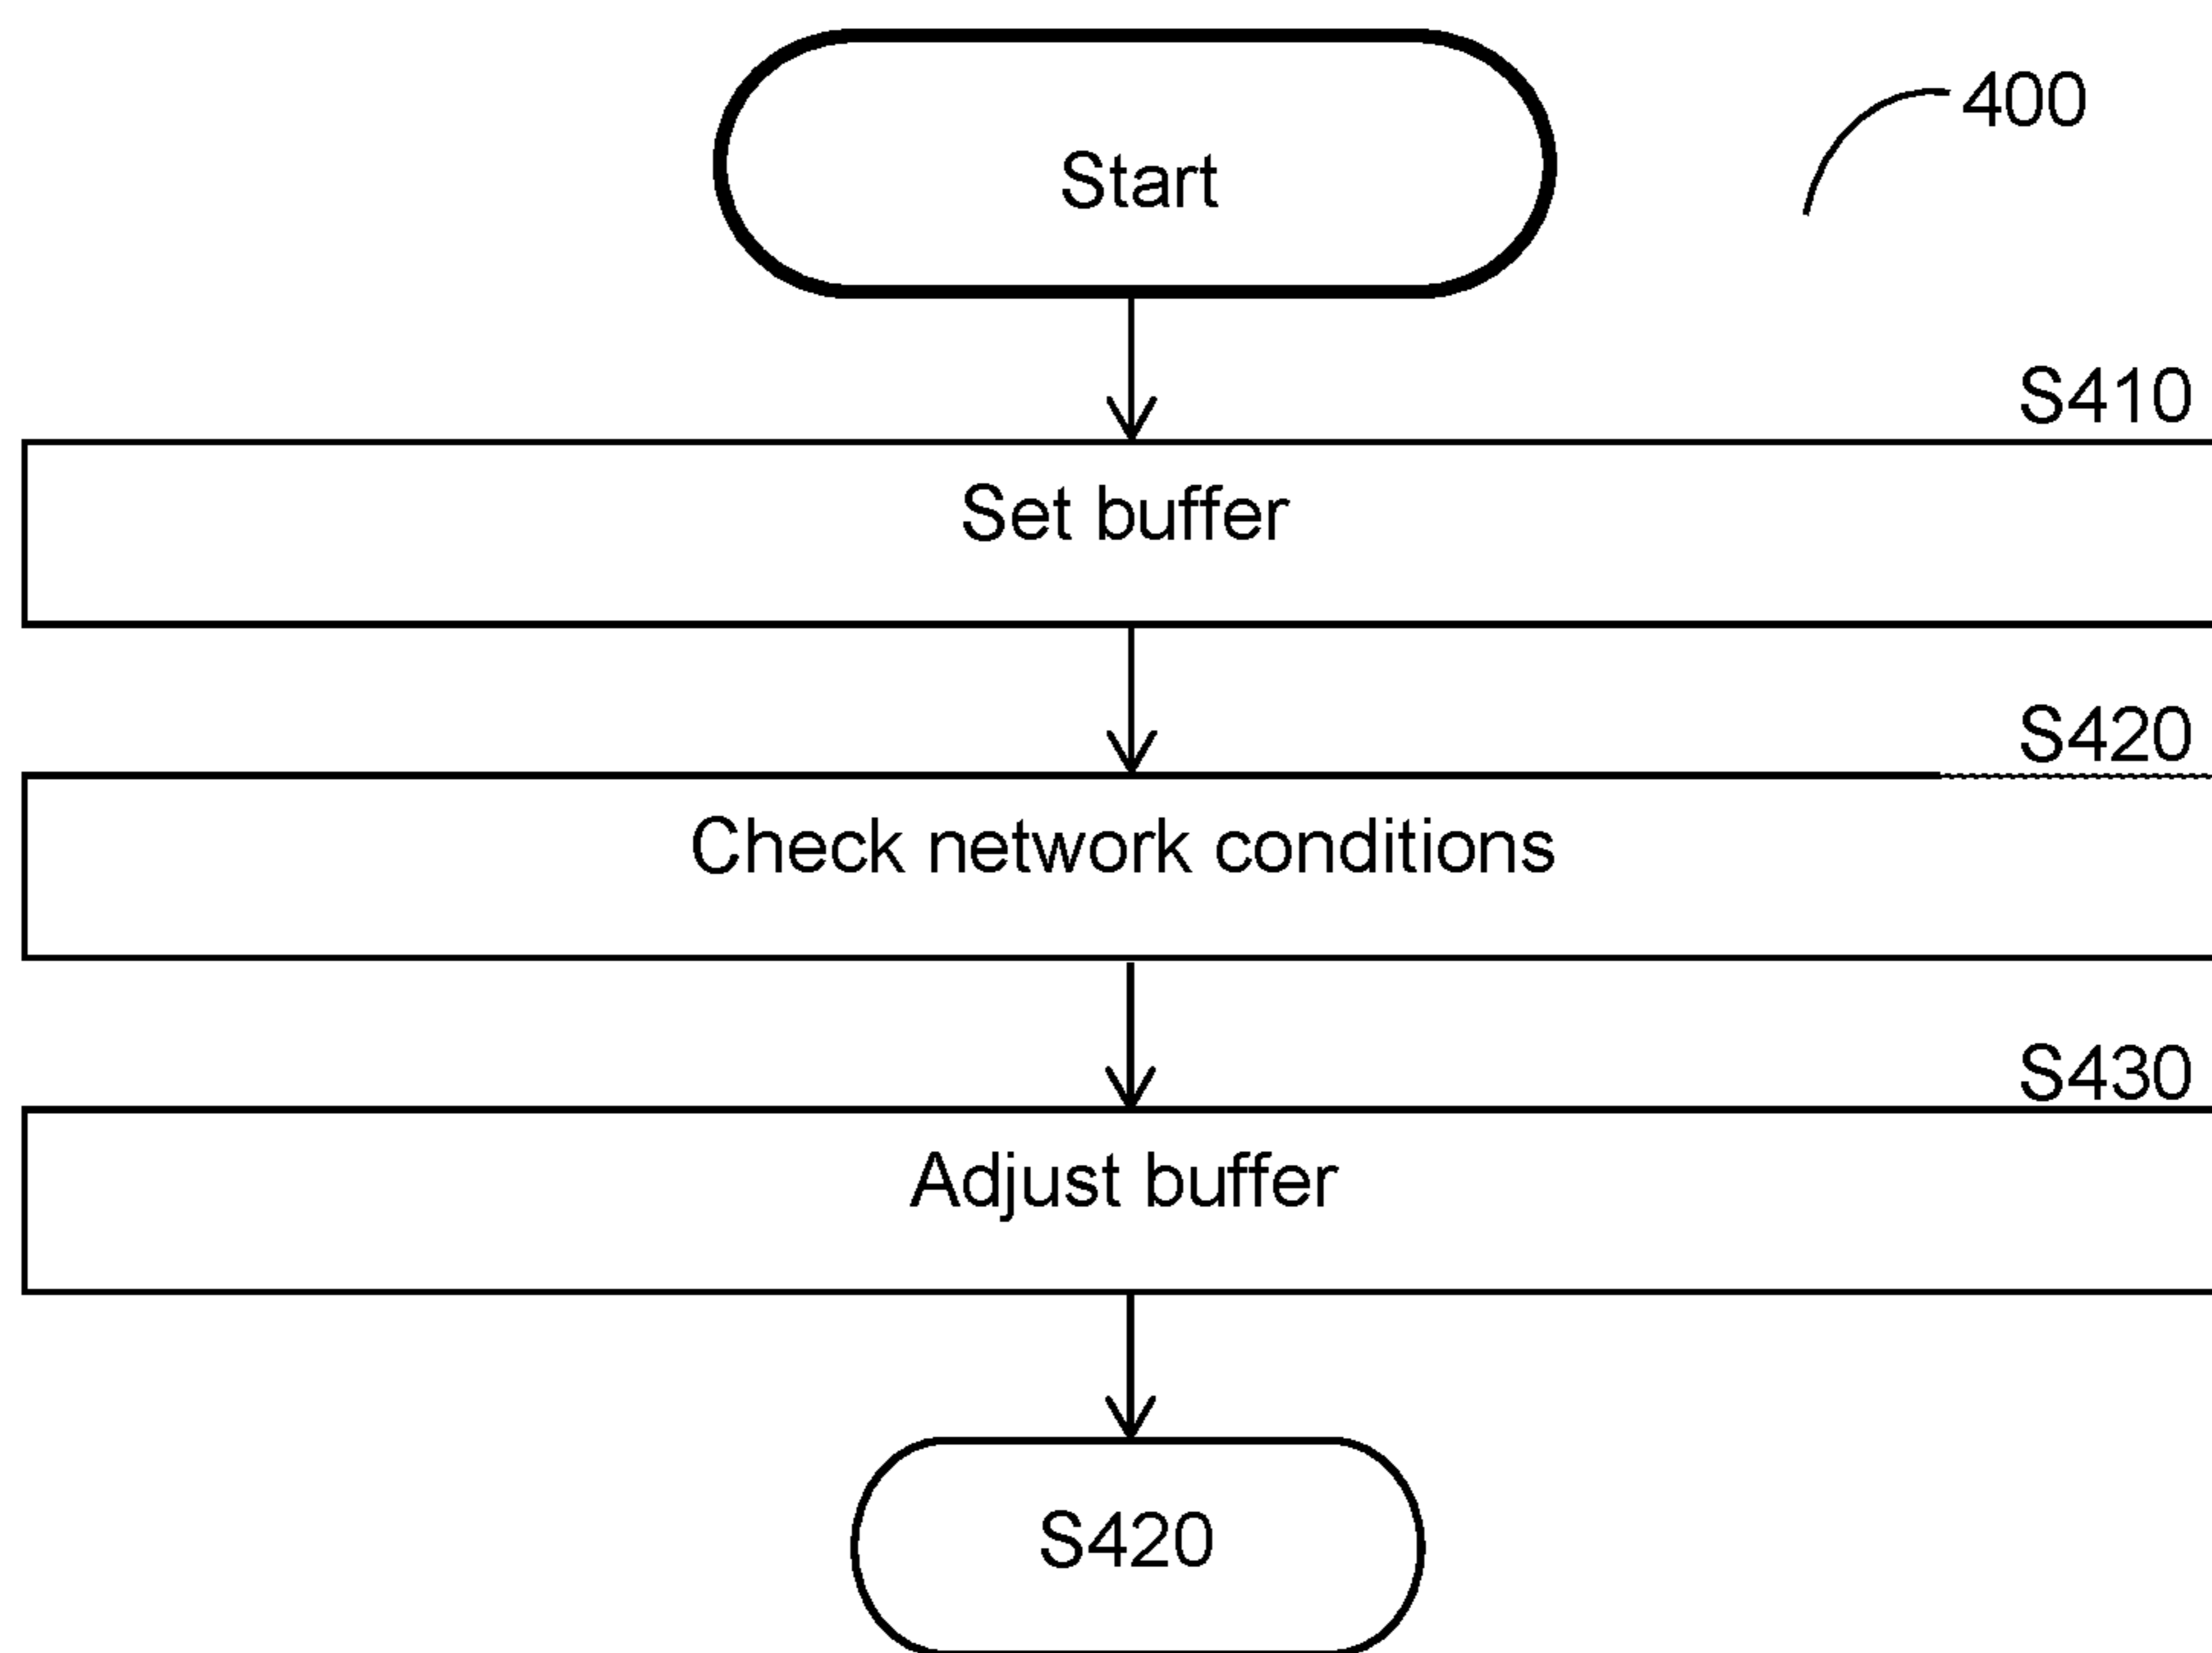 Start
400
S410
Set buffer
S420
Check network conditions
S430
Adjust buffer
S420